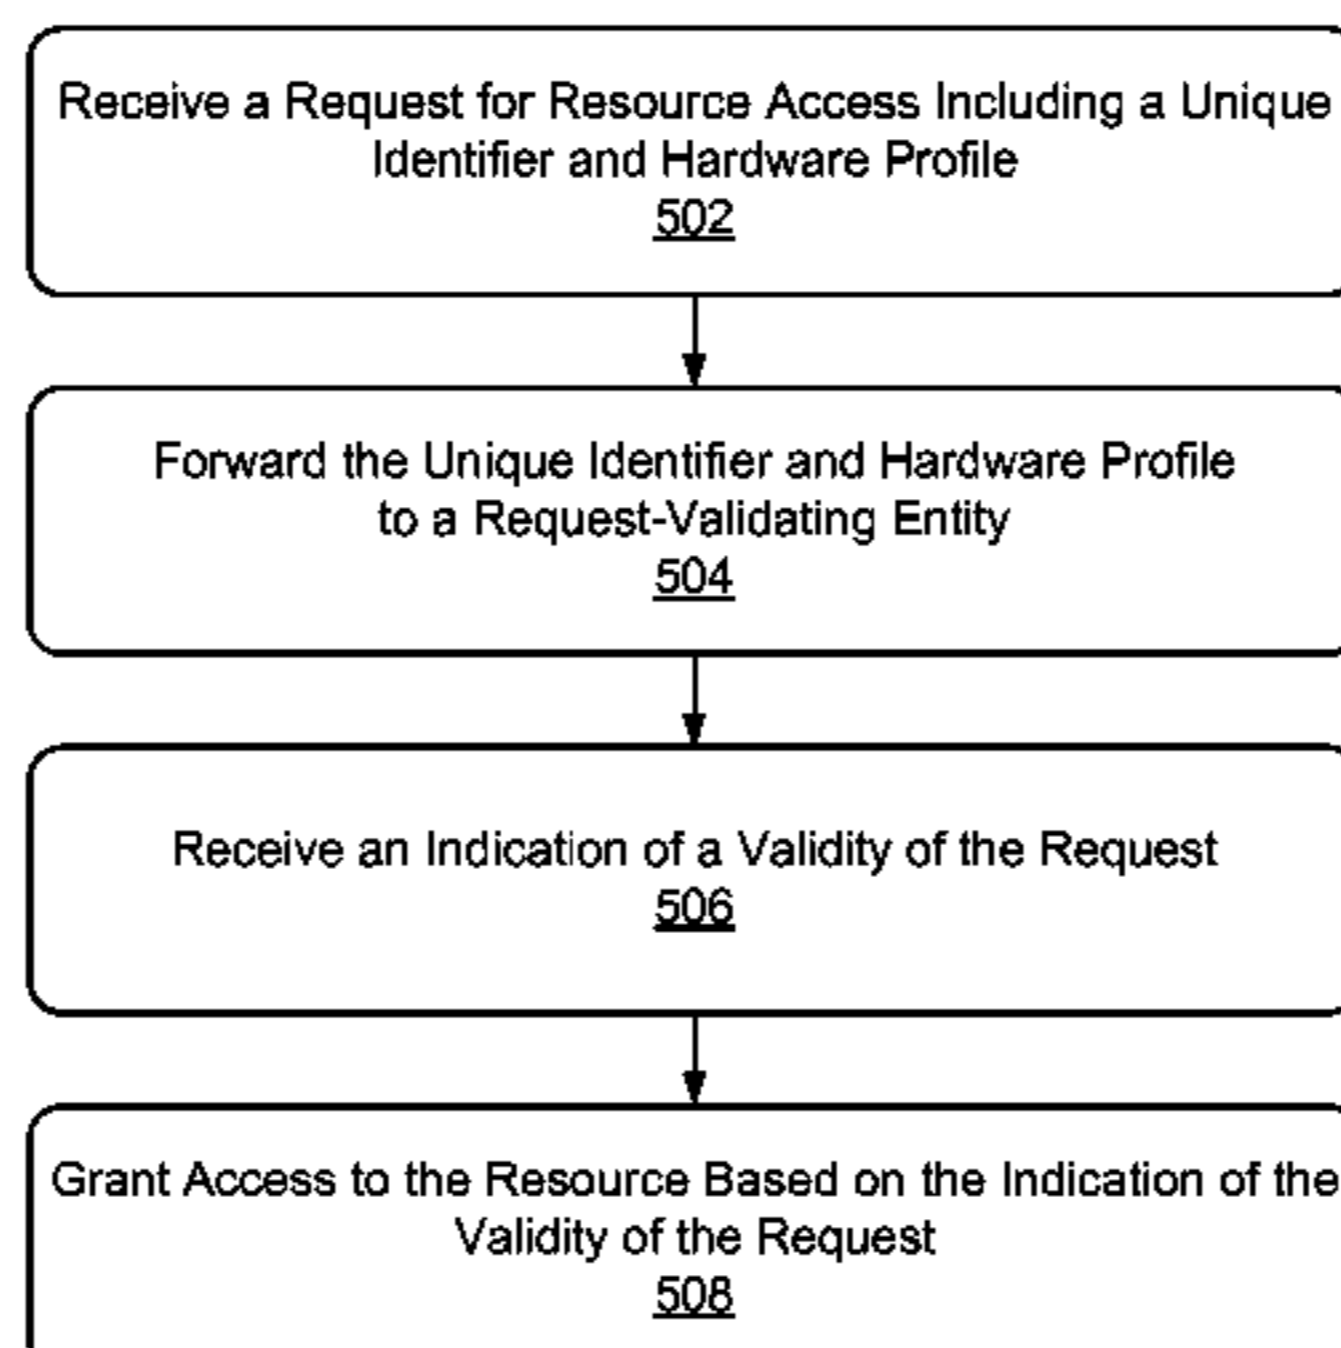 Receive a Request for Resource Access Including a Unique
Identifier and Hardware Profile
502
Forward the Unique Identifier and Hardware Profile
to a Request-Validating Entity
504
Receive an Indication of a Validity of the Request
506
Grant Access to the Resource Based on the Indication of the
Validity of the Request
508